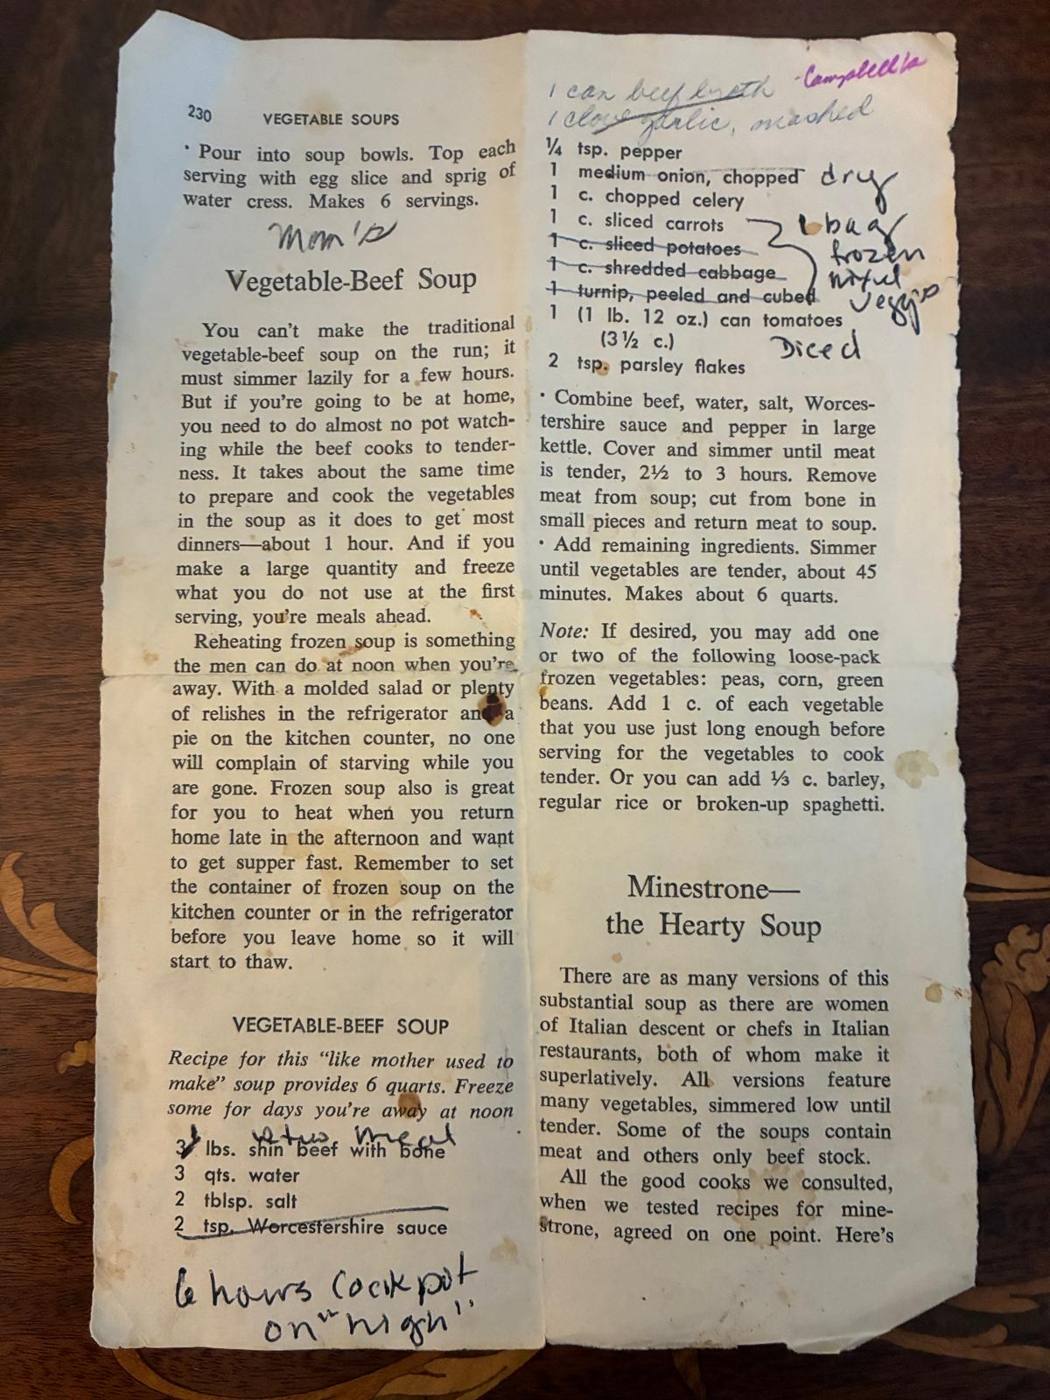 230 VEGETABLE SOUPS
· Pour into soup bowls. Top each
serving with egg slice and sprig of
water cress. Makes 6 servings.
Mom's
Vegetable-Beef Soup
You can't make the traditional
vegetable-beef soup on the run; it
must simmer lazily for a few hours.
But if you're going to be at home,
you need to do almost no pot watch-
ing while the beef cooks to tender-
ness. It takes about the same time
to prepare and cook the vegetables
in the soup as it does to get most
dinners—about 1 hour. And if you
make a large quantity and freeze
what you do not use at the first
serving, you're meals ahead.
Reheating frozen soup is something
the men can do at noon when you're
away. With a molded salad or plenty
of relishes in the refrigerator and a
pie on the kitchen counter, no one
will complain of starving while you
are gone. Frozen soup also is great
for you to heat when you return
home late in the afternoon and want
to get supper fast. Remember to set
the container of frozen soup on the
kitchen counter or in the refrigerator
before you leave home so it will
start to thaw.
VEGETABLE-BEEF SOUP
Recipe for this "like mother used to
make" soup provides 6 quarts. Freeze
some for days you're away at noon
stew meat
3 lbs. shin beef with bone
3 qts. water
2 tblsp. salt
2 tsp. Worcestershire sauce
6 hours Cockpot
on "high"
Campbell's
1 can beef broth
1 clove garlic, mashed
¼ tsp. pepper
1 medium onion, chopped dry
1 c. chopped celery
1 c. sliced carrots
1 c. sliced potatoes
1 c. shredded cabbage
1 turnip, peeled and cubed
1 bag
frozen
mixed
veggis
1 (1 lb. 12 oz.) can tomatoes
(3½ c.) Diced
2 tsp. parsley flakes
· Combine beef, water, salt, Worces-
tershire sauce and pepper in large
kettle. Cover and simmer until meat
is tender, 2½ to 3 hours. Remove
meat from soup; cut from bone in
small pieces and return meat to soup.
· Add remaining ingredients. Simmer
until vegetables are tender, about 45
minutes. Makes about 6 quarts.
Note: If desired, you may add one
or two of the following loose-pack
frozen vegetables: peas, corn, green
beans. Add 1 c. of each vegetable
that you use just long enough before
serving for the vegetables to cook
tender. Or you can add ⅓ c. barley,
regular rice or broken-up spaghetti.
Minestrone—
the Hearty Soup
There are as many versions of this
substantial soup as there are women
of Italian descent or chefs in Italian
restaurants, both of whom make it
superlatively. All versions feature
many vegetables, simmered low until
tender. Some of the soups contain
meat and others only beef stock.
All the good cooks we consulted,
when we tested recipes for mine-
strone, agreed on one point. Here's